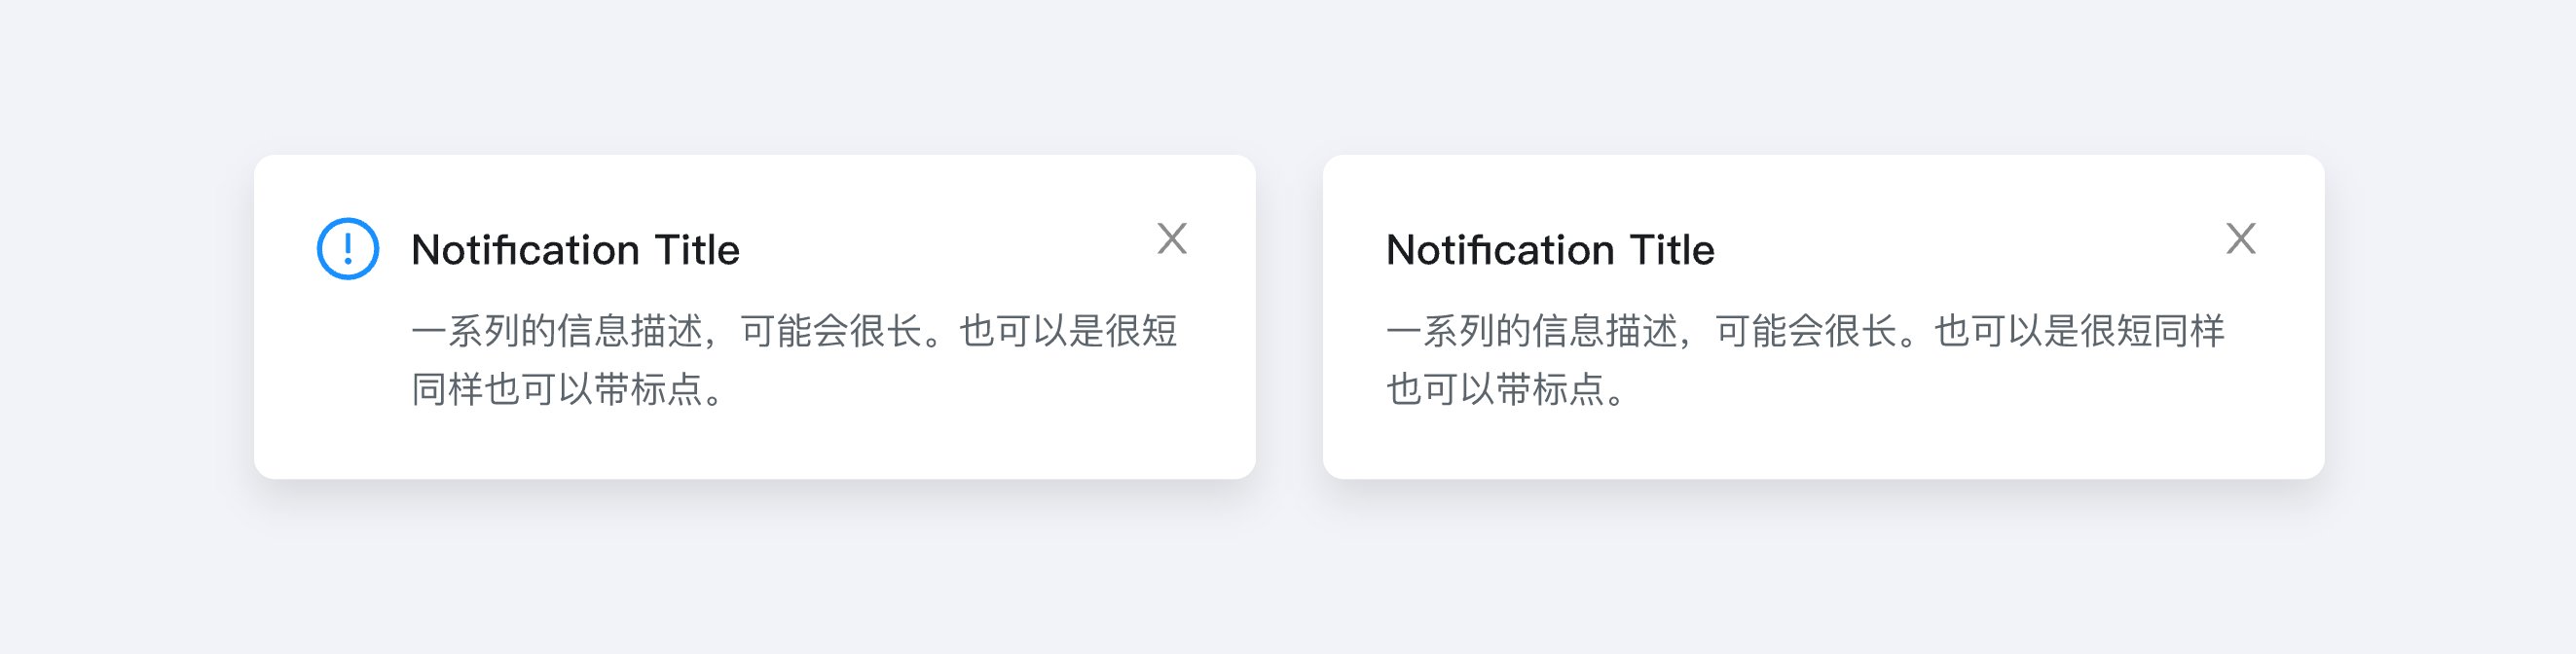 Notification Title
一系列的信息描述，可能会很长。也可以是很短
同样也可以带标点。
Notification Title
一系列的信息描述，可能会很长。也可以是很短同样
也可以带标点。